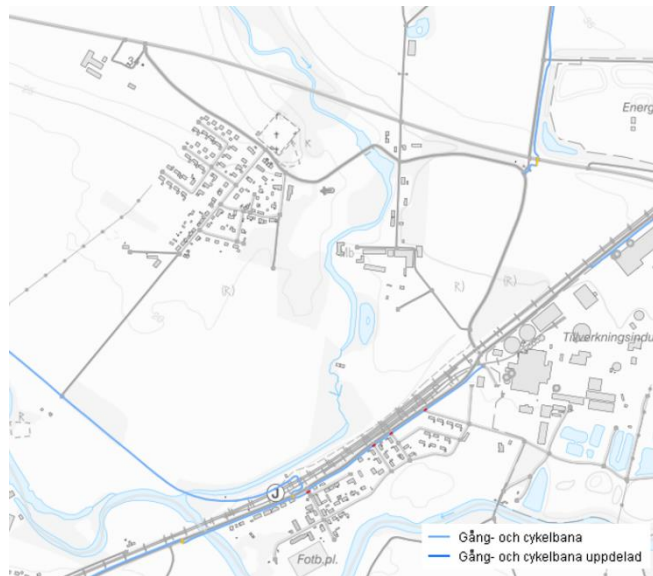 Energ
(R)
R)
(R)
Tillverkningsindu
J
Fotb.pl.
Gång- och cykelbana
Gång- och cykelbana uppdelad